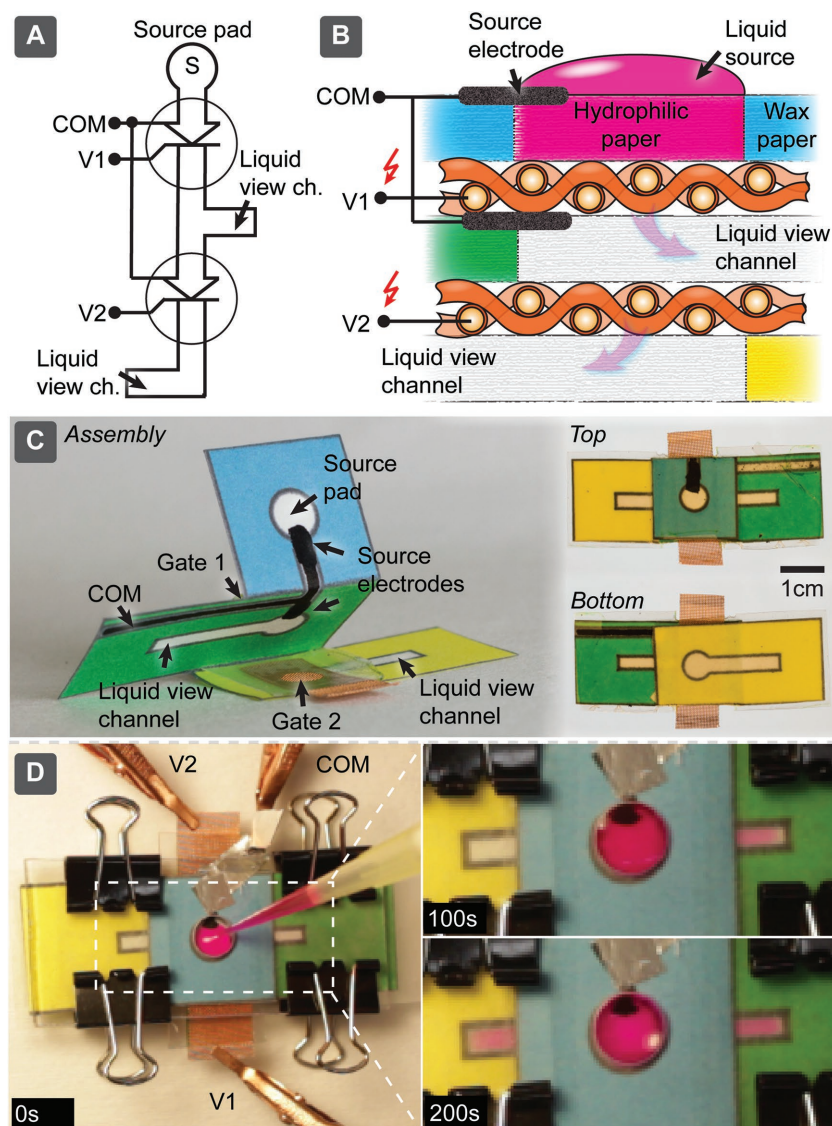 A
Source pad
S
COM
V1
Liquid
view ch.
V2
Liquid
view ch.
B
Source
electrode
Liquid
source
COM
Hydrophilic
paper
Wax
paper
V1
Liquid view
channel
V2
Liquid view
channel
C
Assembly
Source
pad
Gate 1
Source
electrodes
COM
Liquid view
channel
Gate 2
Liquid view
channel
Top
1cm
Bottom
D
V2
COM
V1
0s
100s
200s